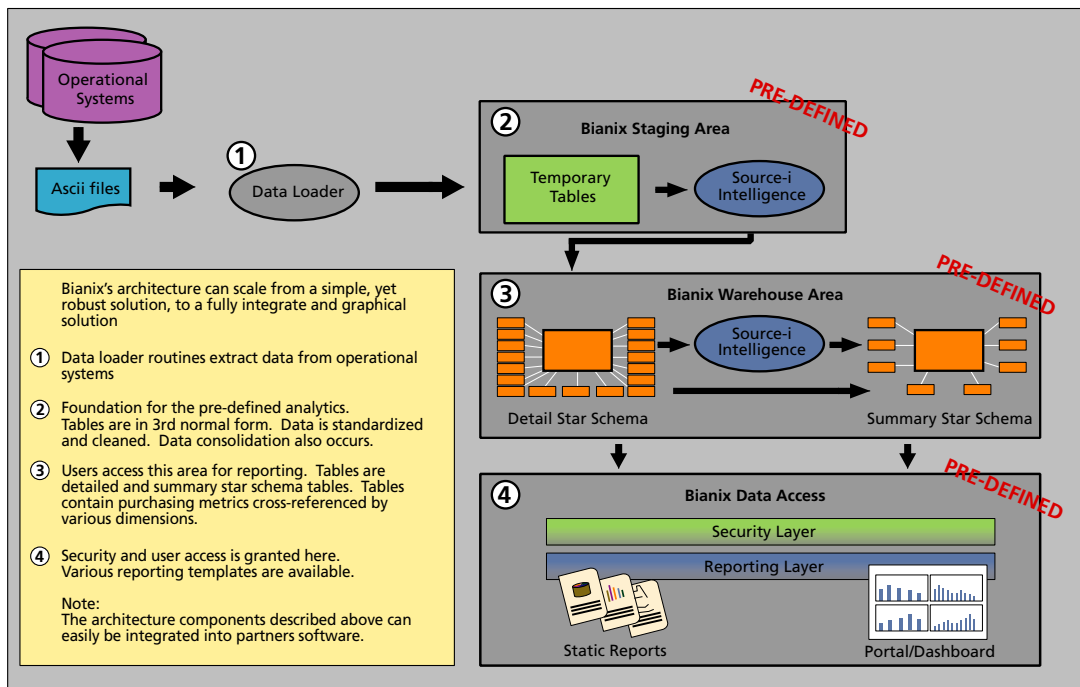 Operational
Systems
Ascii files
1
Data Loader
PRE-DEFINED
2
Bianix Staging Area
Temporary
Tables
Source-i
Intelligence
PRE-DEFINED
3
Bianix Warehouse Area
Source-i
Intelligence
Detail Star Schema
Summary Star Schema
PRE-DEFINED
4
Bianix Data Access
Security Layer
Reporting Layer
Static Reports
Portal/Dashboard
Bianix's architecture can scale from a simple, yet
robust solution, to a fully integrate and graphical
solution
1 Data loader routines extract data from operational
systems
2 Foundation for the pre-defined analytics.
Tables are in 3rd normal form. Data is standardized
and cleaned. Data consolidation also occurs.
3 Users access this area for reporting. Tables are
detailed and summary star schema tables. Tables
contain purchasing metrics cross-referenced by
various dimensions.
4 Security and user access is granted here.
Various reporting templates are available.
Note:
The architecture components described above can
easily be integrated into partners software.